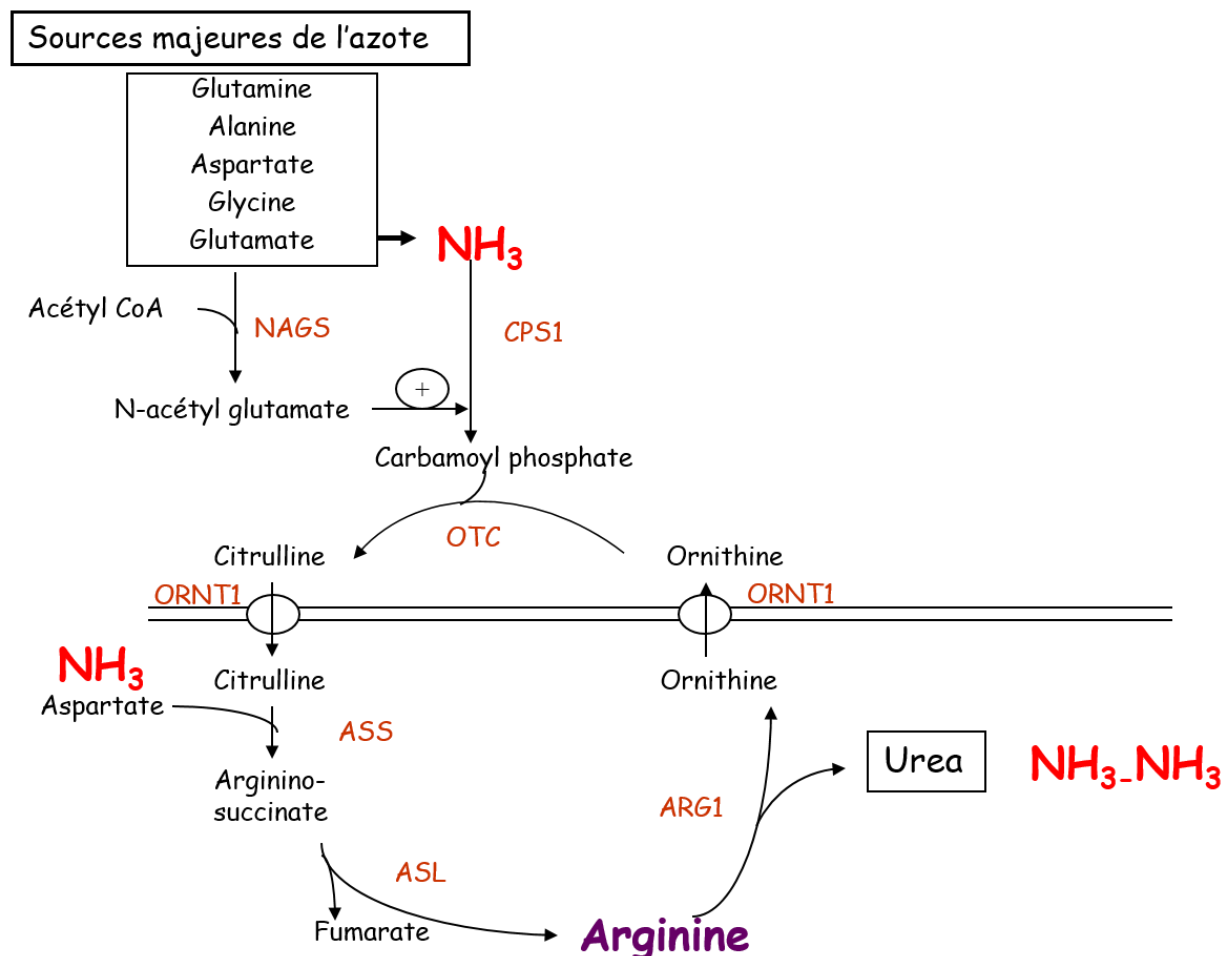 Sources majeures de l'azote
Glutamine
Alanine
Aspartate
Glycine
Glutamate
NH₃
Acétyl CoA
NAGS
CPS1
+
N-acétyl glutamate
Carbamoyl phosphate
OTC
Citrulline
Ornithine
ORNT1
ORNT1
NH₃
Citrulline
Ornithine
Aspartate
ASS
Urea
NH₃-NH₃
Arginino-
succinate
ARG1
ASL
Fumarate
Arginine